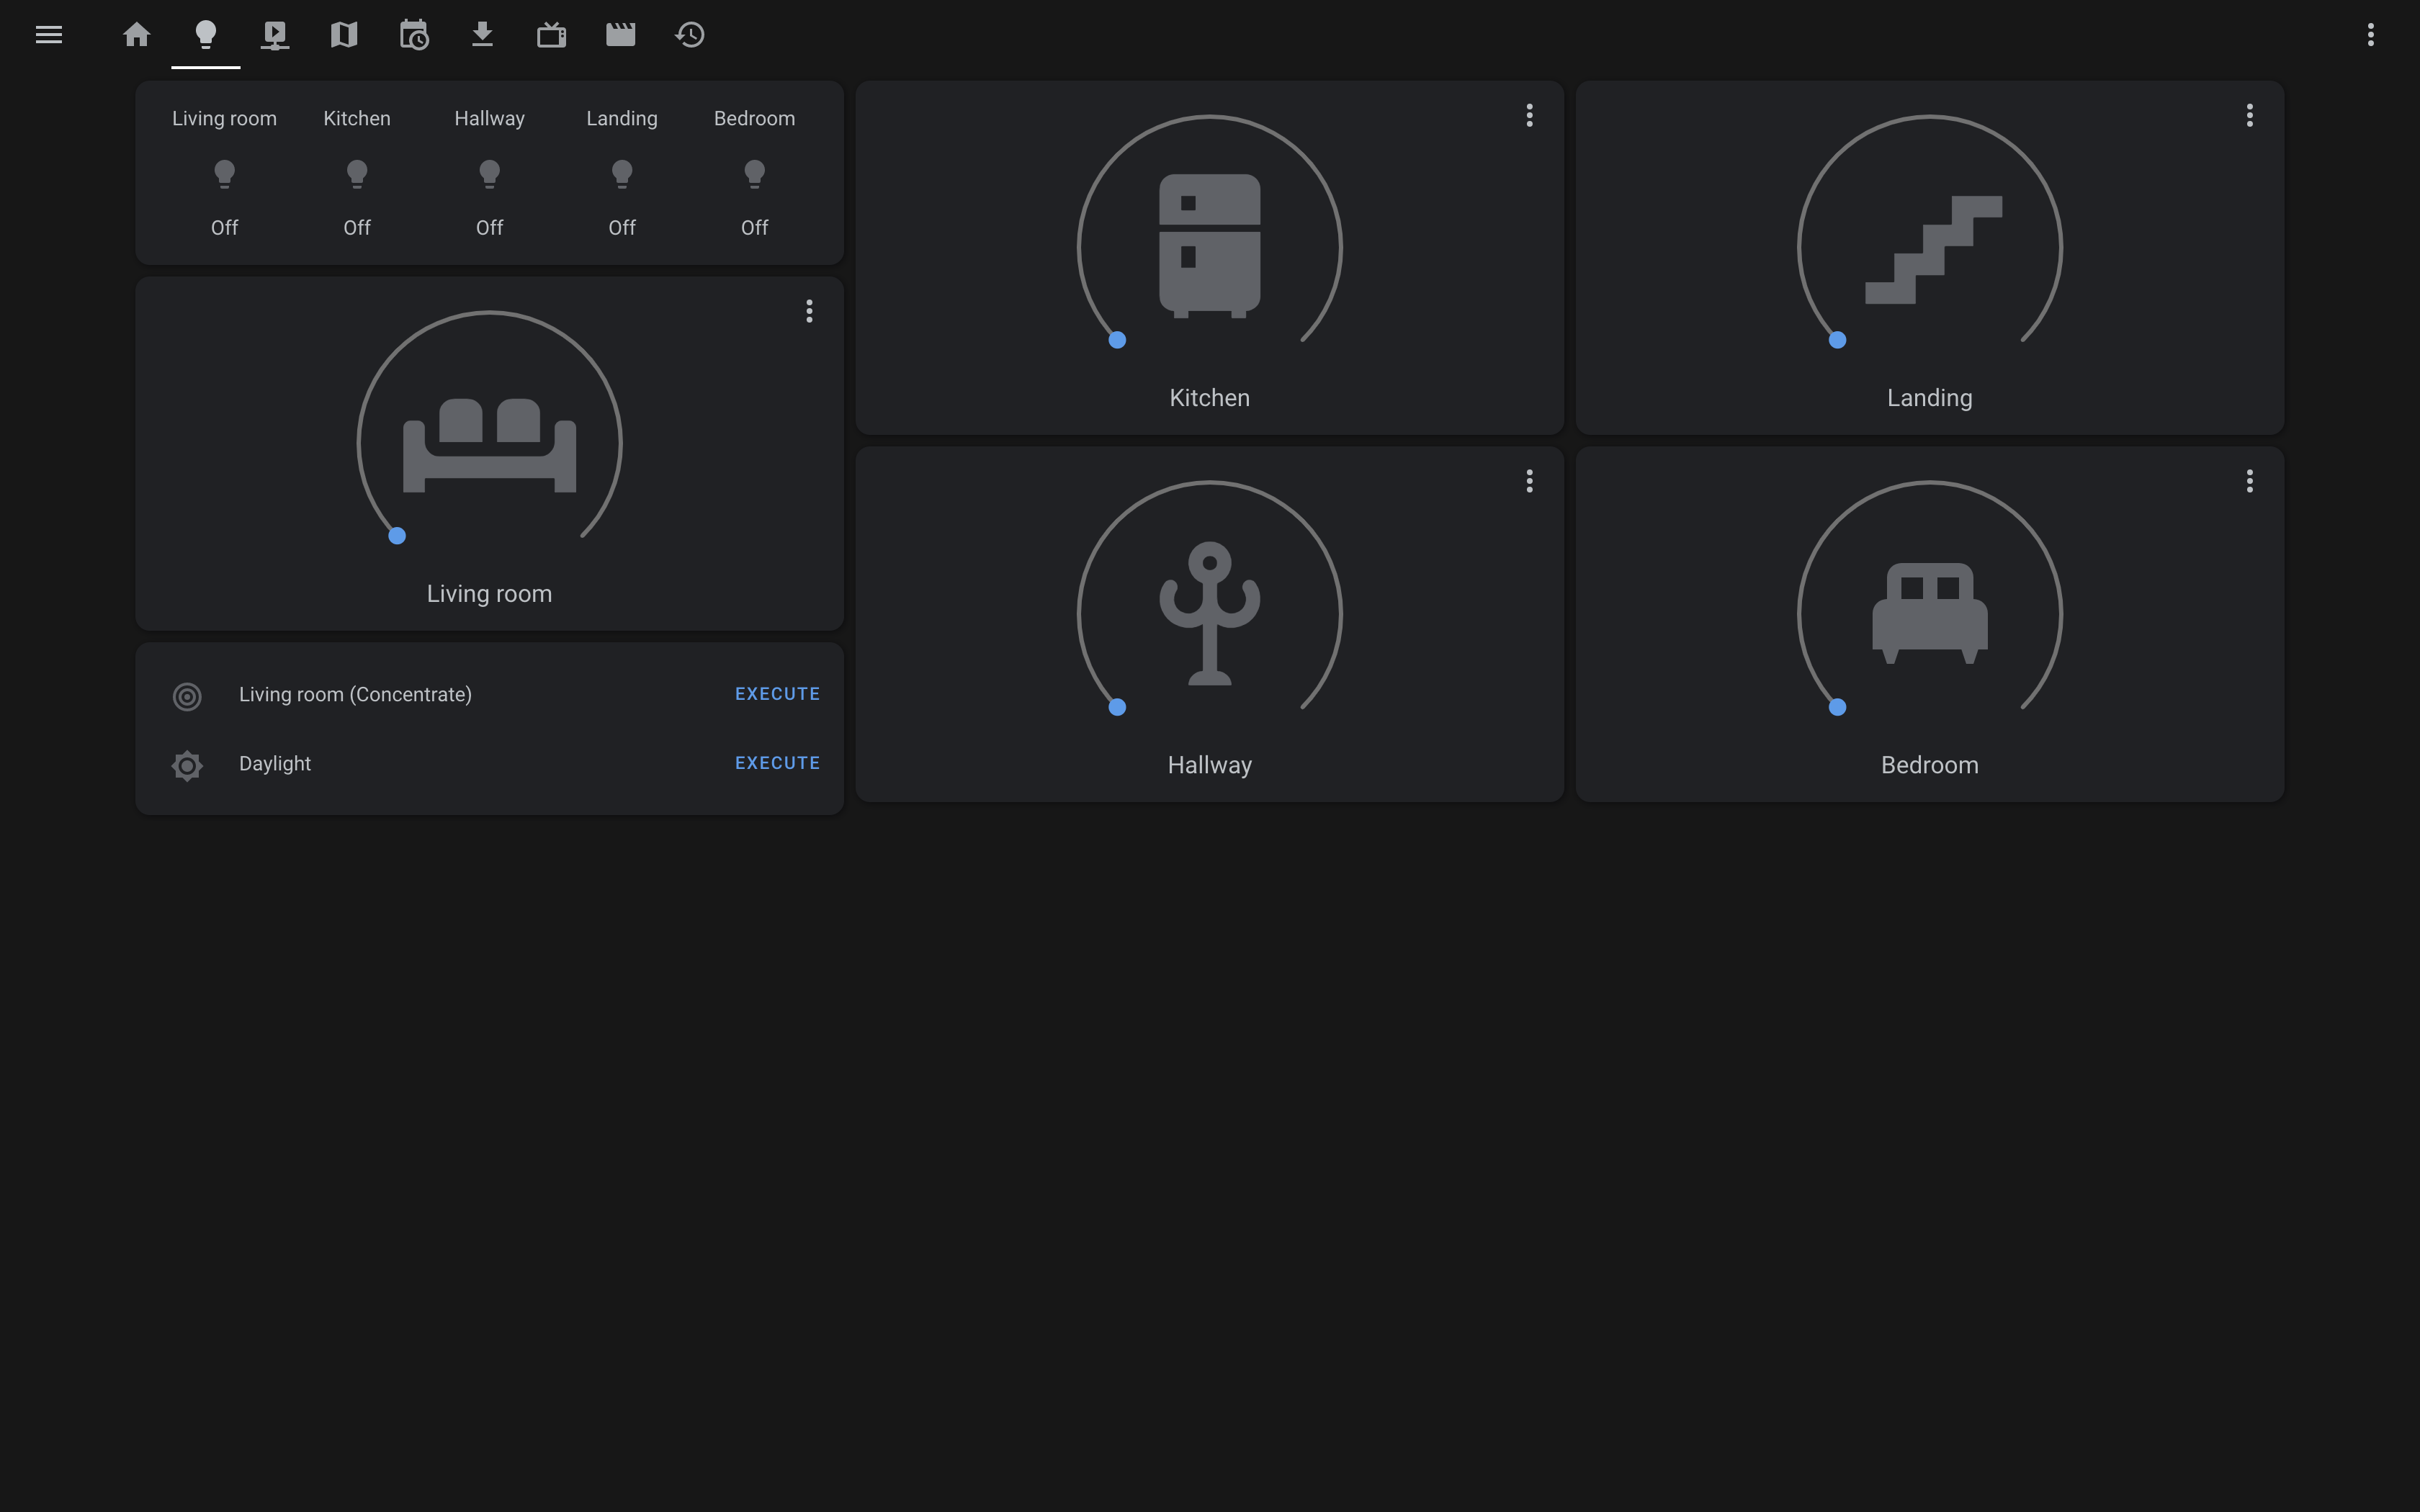 Living room Kitchen Hallway Landing Bedroom
Off Off Off Off Off
Living room
Living room (Concentrate) EXECUTE
Daylight EXECUTE
Kitchen
Hallway
Landing
Bedroom